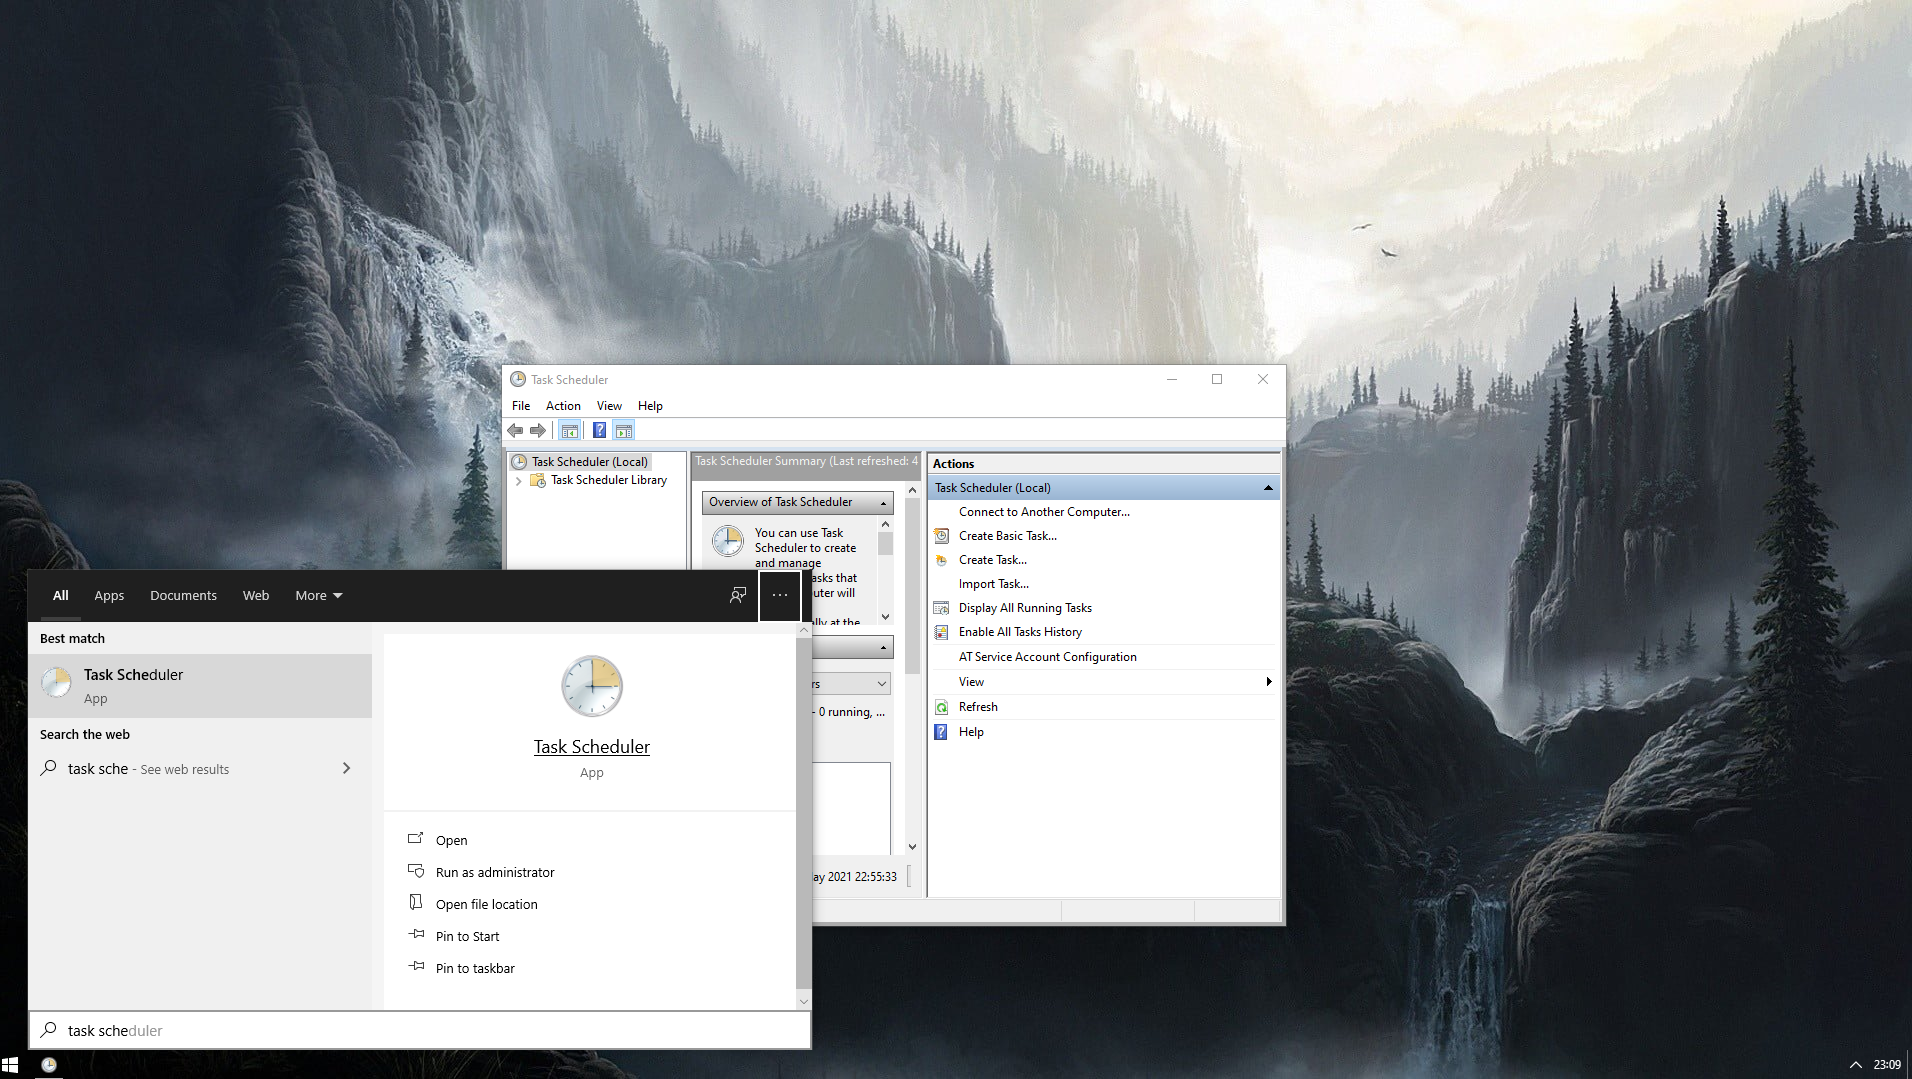 Task Scheduler
File Action View Help
Task Scheduler (Local)
Task Scheduler Library
Task Scheduler Summary (Last refreshed: 4
Overview of Task Scheduler
You can use Task
Scheduler to create
and manage
asks that
uter will
ally at the
rs
- 0 running, ...
ay 2021 22:55:33
Actions
Task Scheduler (Local)
Connect to Another Computer...
Create Basic Task...
Create Task...
Import Task...
Display All Running Tasks
Enable All Tasks History
AT Service Account Configuration
View
Refresh
Help
All Apps Documents Web More
Best match
Task Scheduler
App
Search the web
task sche - See web results
Task Scheduler
App
Open
Run as administrator
Open file location
Pin to Start
Pin to taskbar
task scheduler
23:09